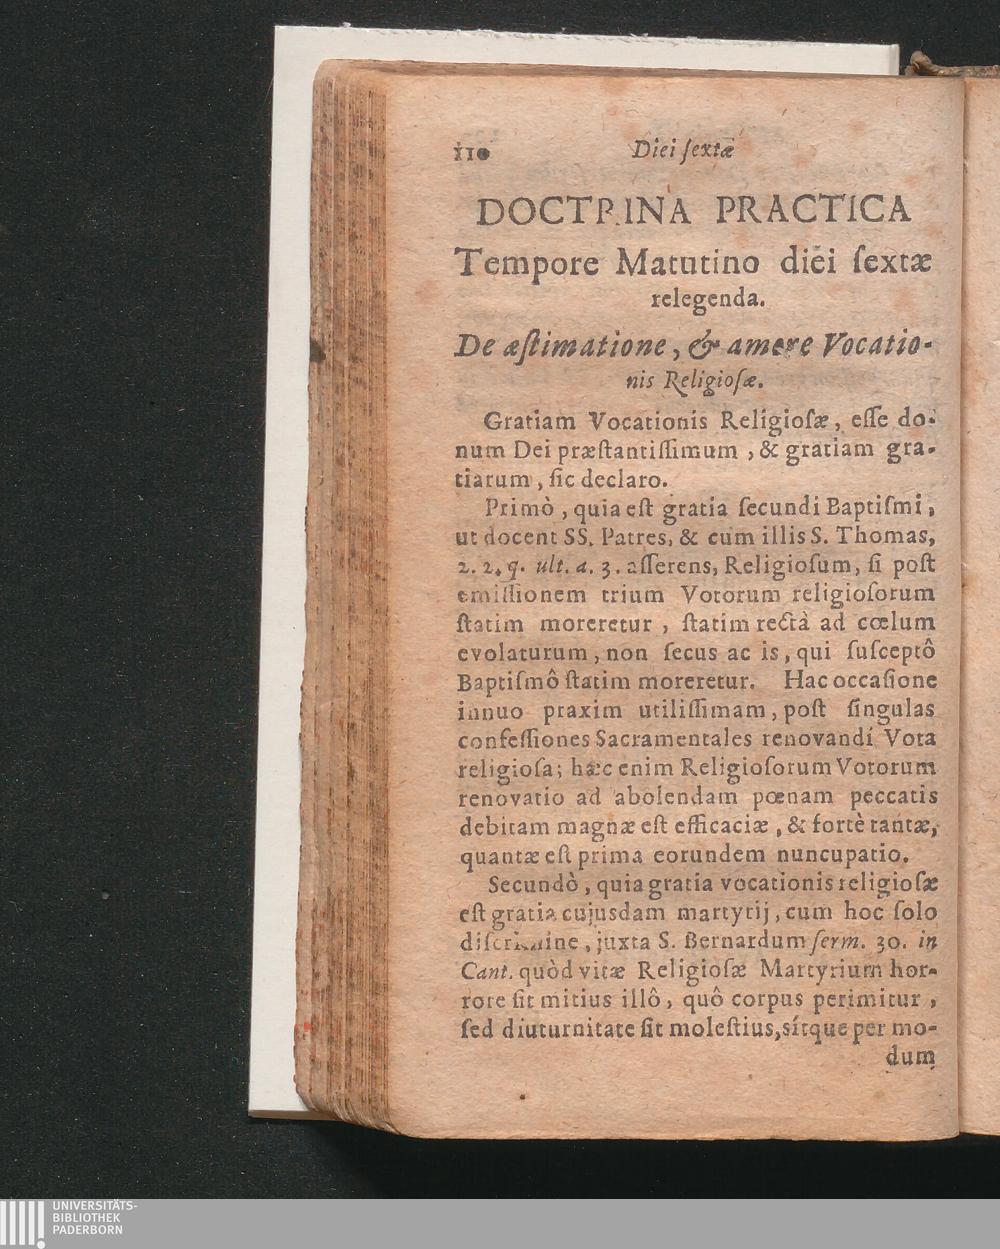 110 Diei ſextæ
DOCTRINA PRACTICA
Tempore Matutino diei ſextæ
relegenda.
De æſtimatione, & amore Vocatio-
nis Religioſæ.
Gratiam Vocationis Religioſæ, eſſe do-
num Dei præſtantiſſimum , & gratiam gra-
tiarum, ſic declaro.
Primò , quia eſt gratia ſecundi Baptiſmi,
ut docent SS. Patres, & cum illis S. Thomas,
2. 2. q. ult. a. 3. aſſerens, Religioſum, ſi poſt
emiſſionem trium Votorum religioſorum
ſtatim moreretur , ſtatim rectà ad cœlum
evolaturum, non ſecus ac is, qui ſuſceptô
Baptiſmô ſtatim moreretur. Hac occaſione
innuo praxim utiliſſimam, poſt ſingulas
confeſſiones Sacramentales renovandi Vota
religioſa; hæc enim Religioſorum Votorum
renovatio ad abolendam pœnam peccatis
debitam magnæ eſt efficaciæ , & fortè tantæ,
quantæ eſt prima eorundem nuncupatio.
Secundò , quia gratia vocationis religioſæ
eſt gratia cujusdam martyrij, cum hoc ſolo
diſcrimine , juxta S. Bernardum ſerm. 30. in
Cant. quòd vitæ Religioſæ Martyrium hor-
rore ſit mitius illô, quô corpus perimitur ,
ſed diuturnitate ſit moleſtius, sítque per mo-
dum
UNIVERSITÄTS-
BIBLIOTHEK
PADERBORN